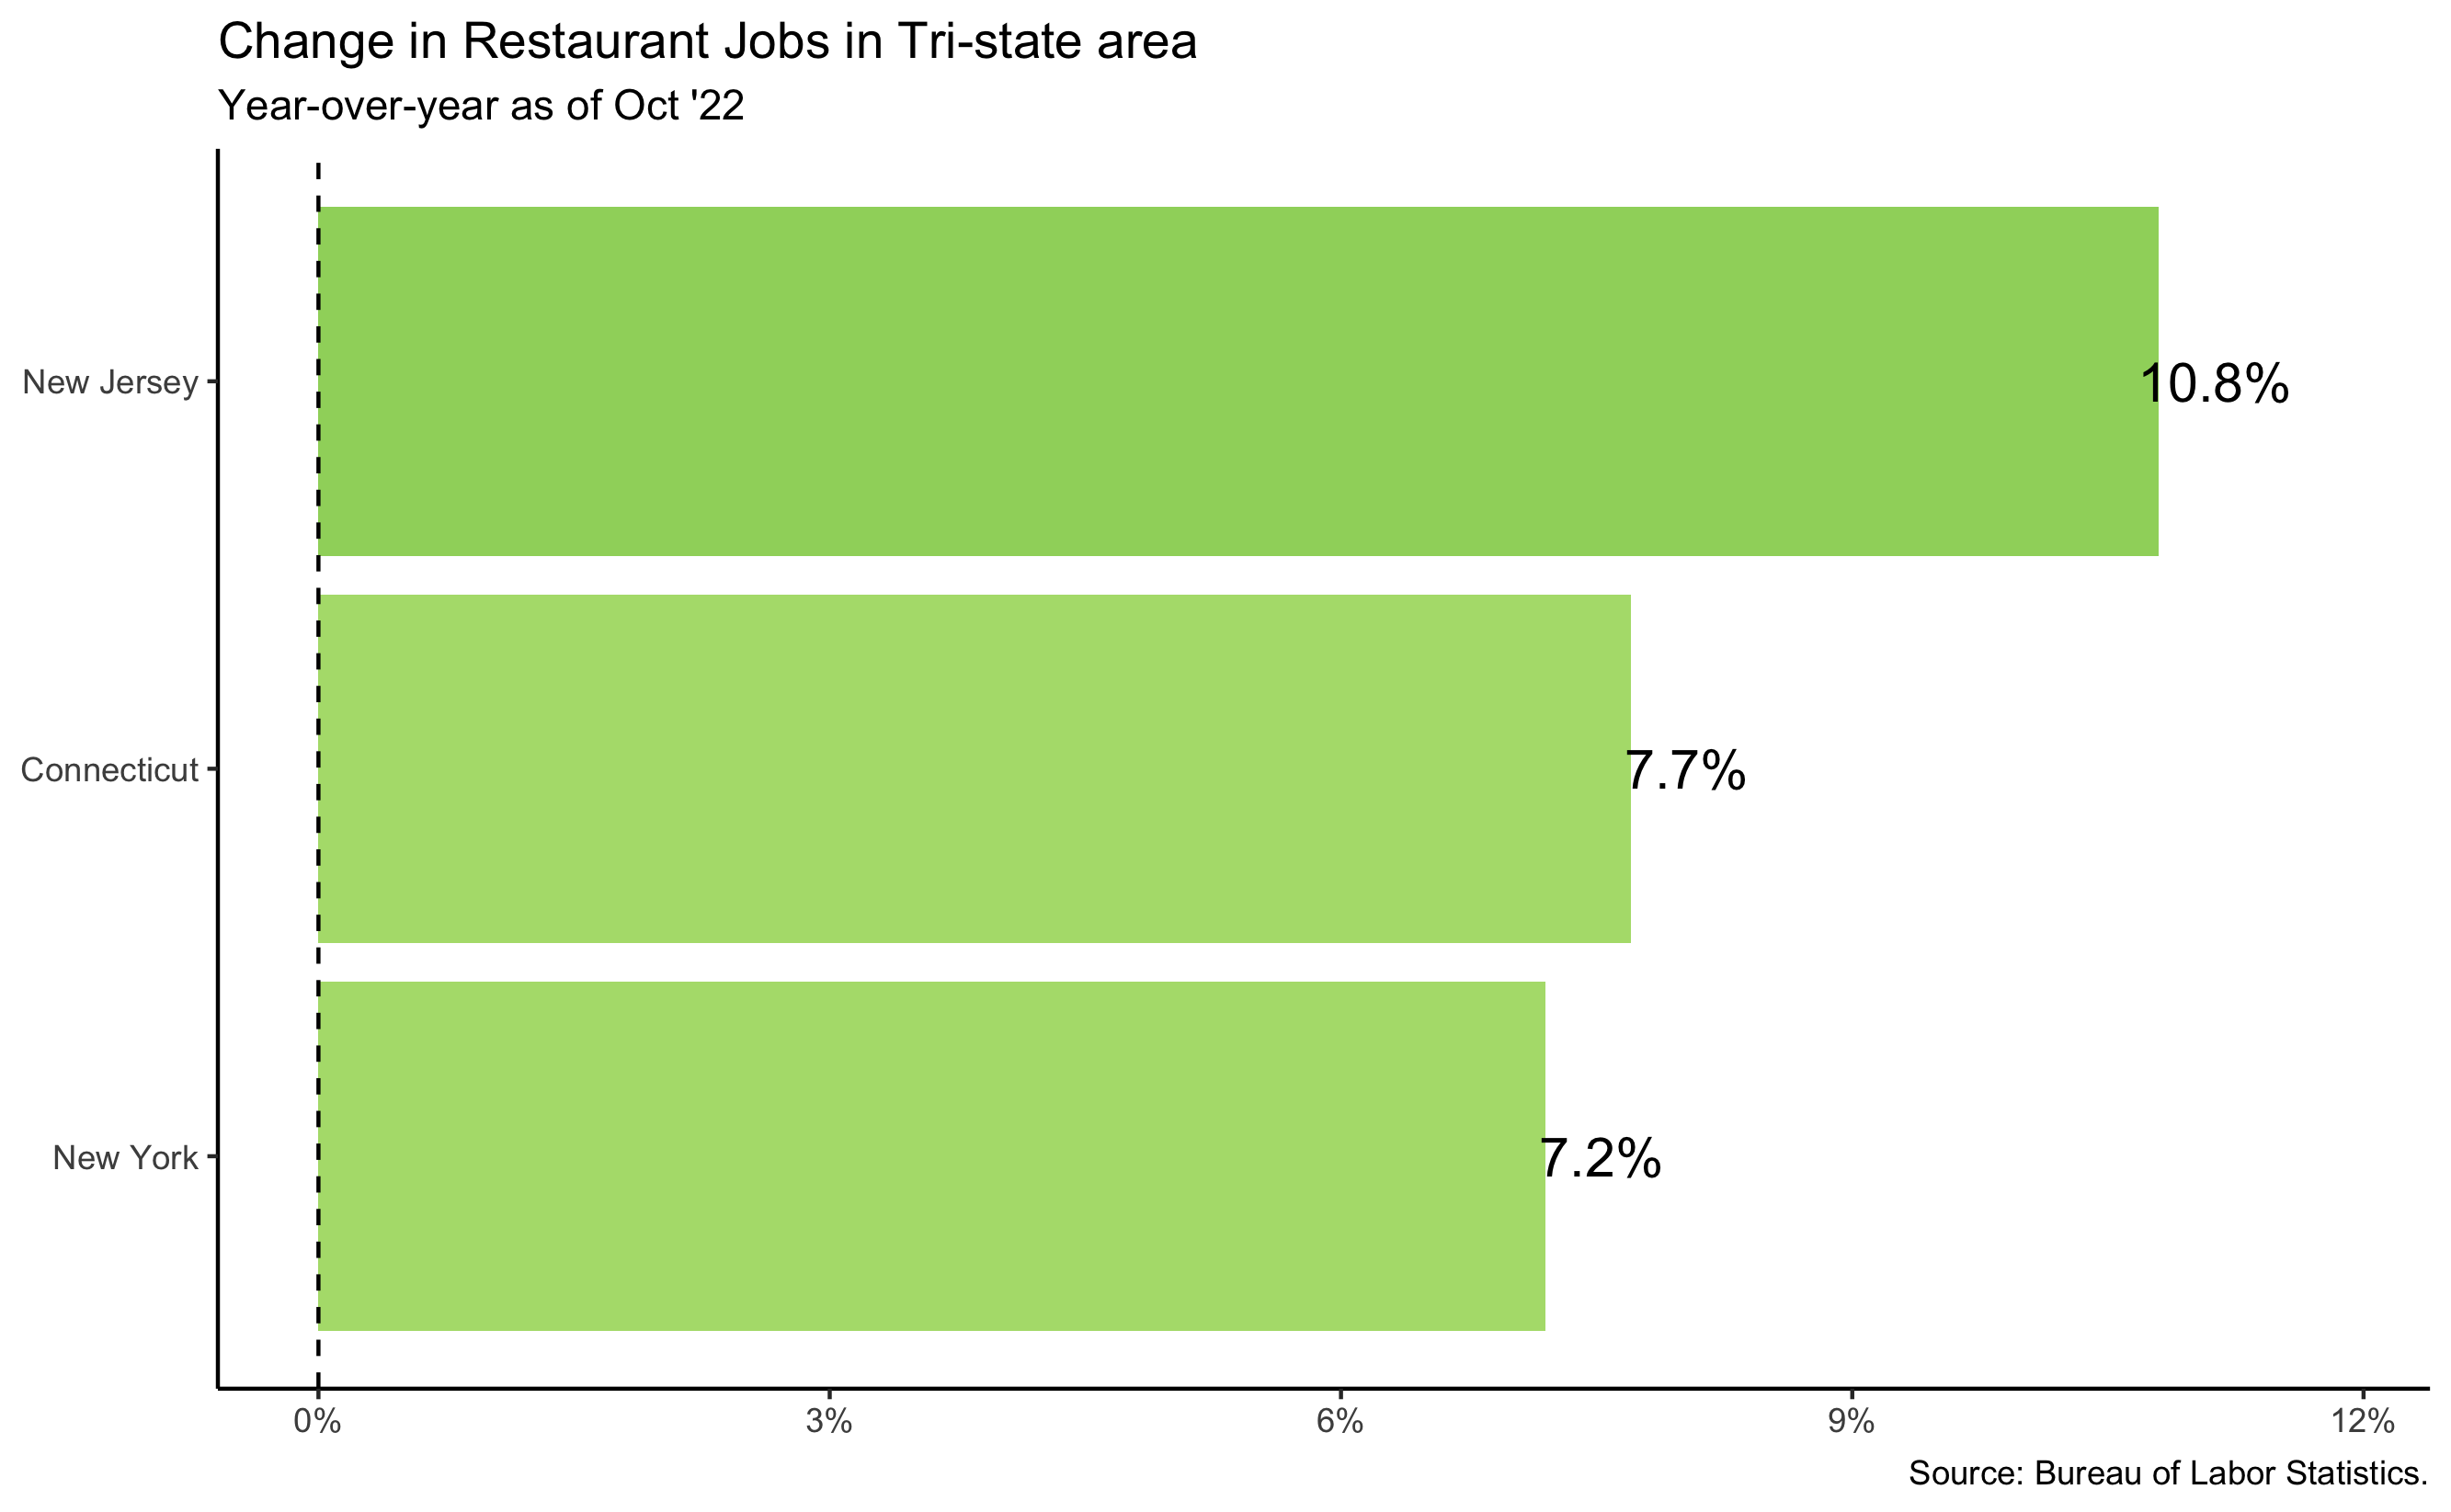 Change in Restaurant Jobs in Tri-state area
Year-over-year as of Oct '22
New Jersey
10.8%
Connecticut
7.7%
New York
7.2%
0% 3% 6% 9% 12%
Source: Bureau of Labor Statistics.